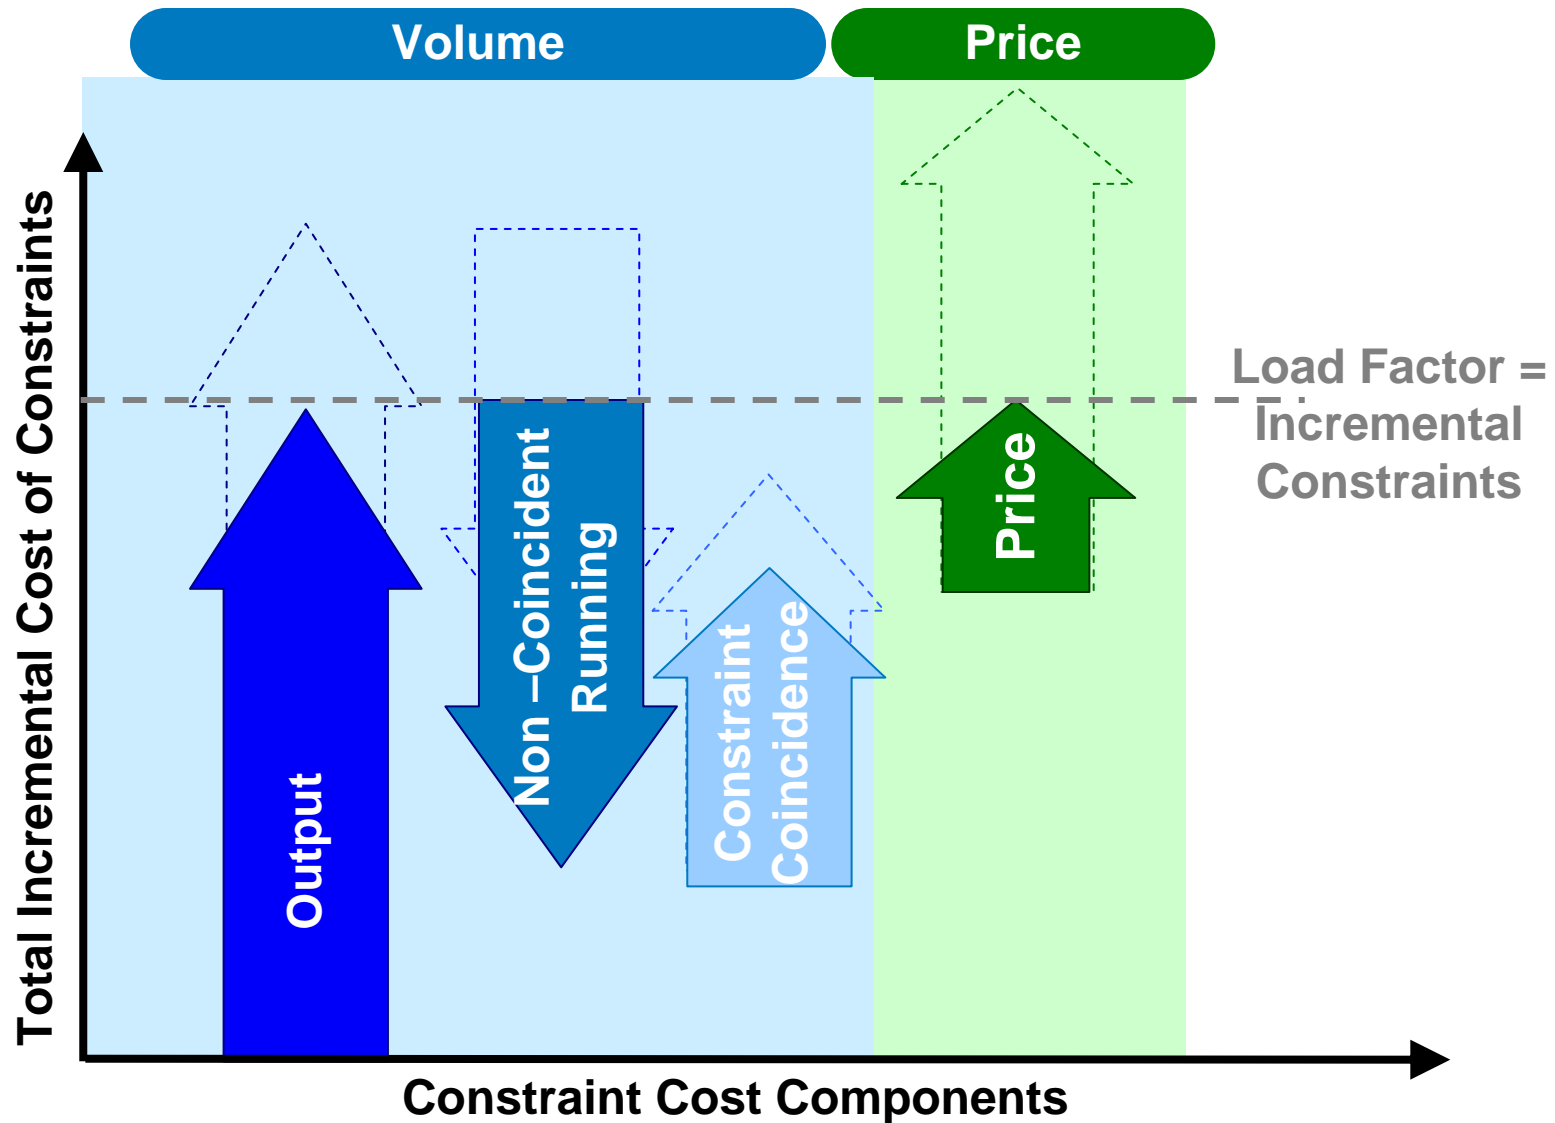 Volume
Price
Total Incremental Cost of Constraints
Output
Non –Coincident
Running
Constraint
Coincidence
Price
Load Factor =
Incremental
Constraints
Constraint Cost Components